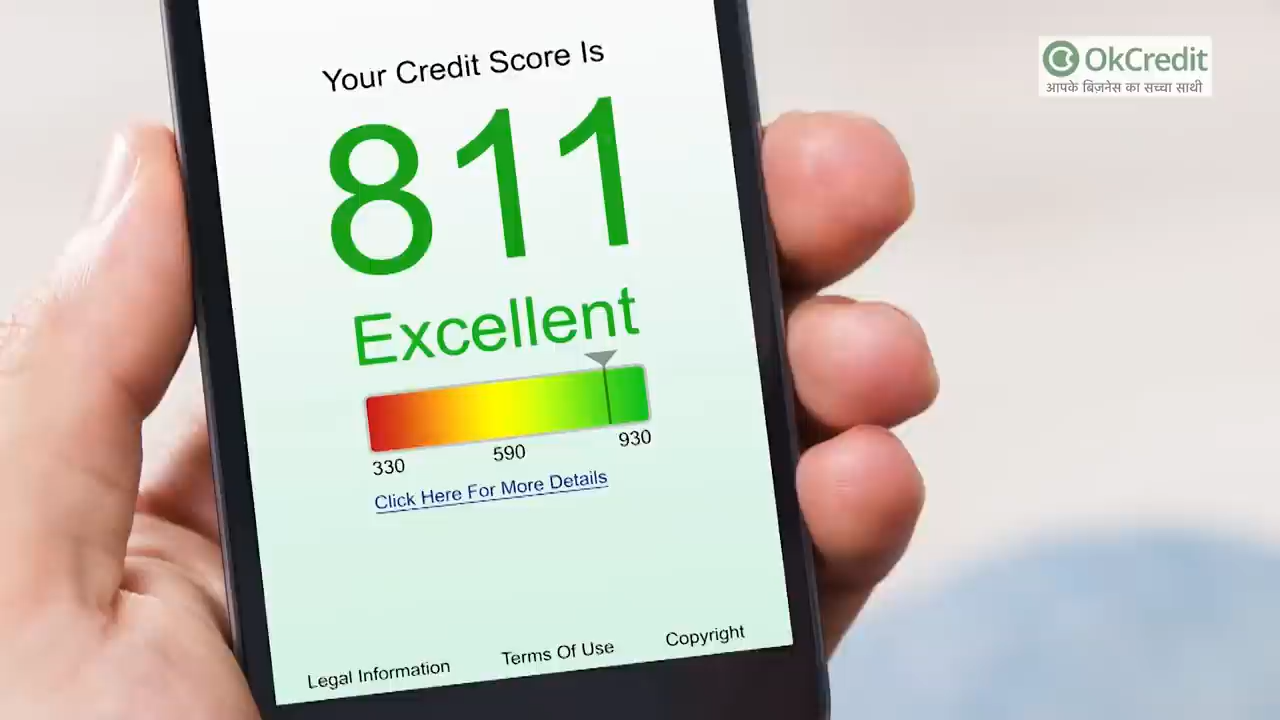 Your Credit Score Is
811
Excellent
330 590 930
Click Here For More Details
Legal Information Terms Of Use Copyright
OkCredit
आपके बिज़नेस का सच्चा साथी